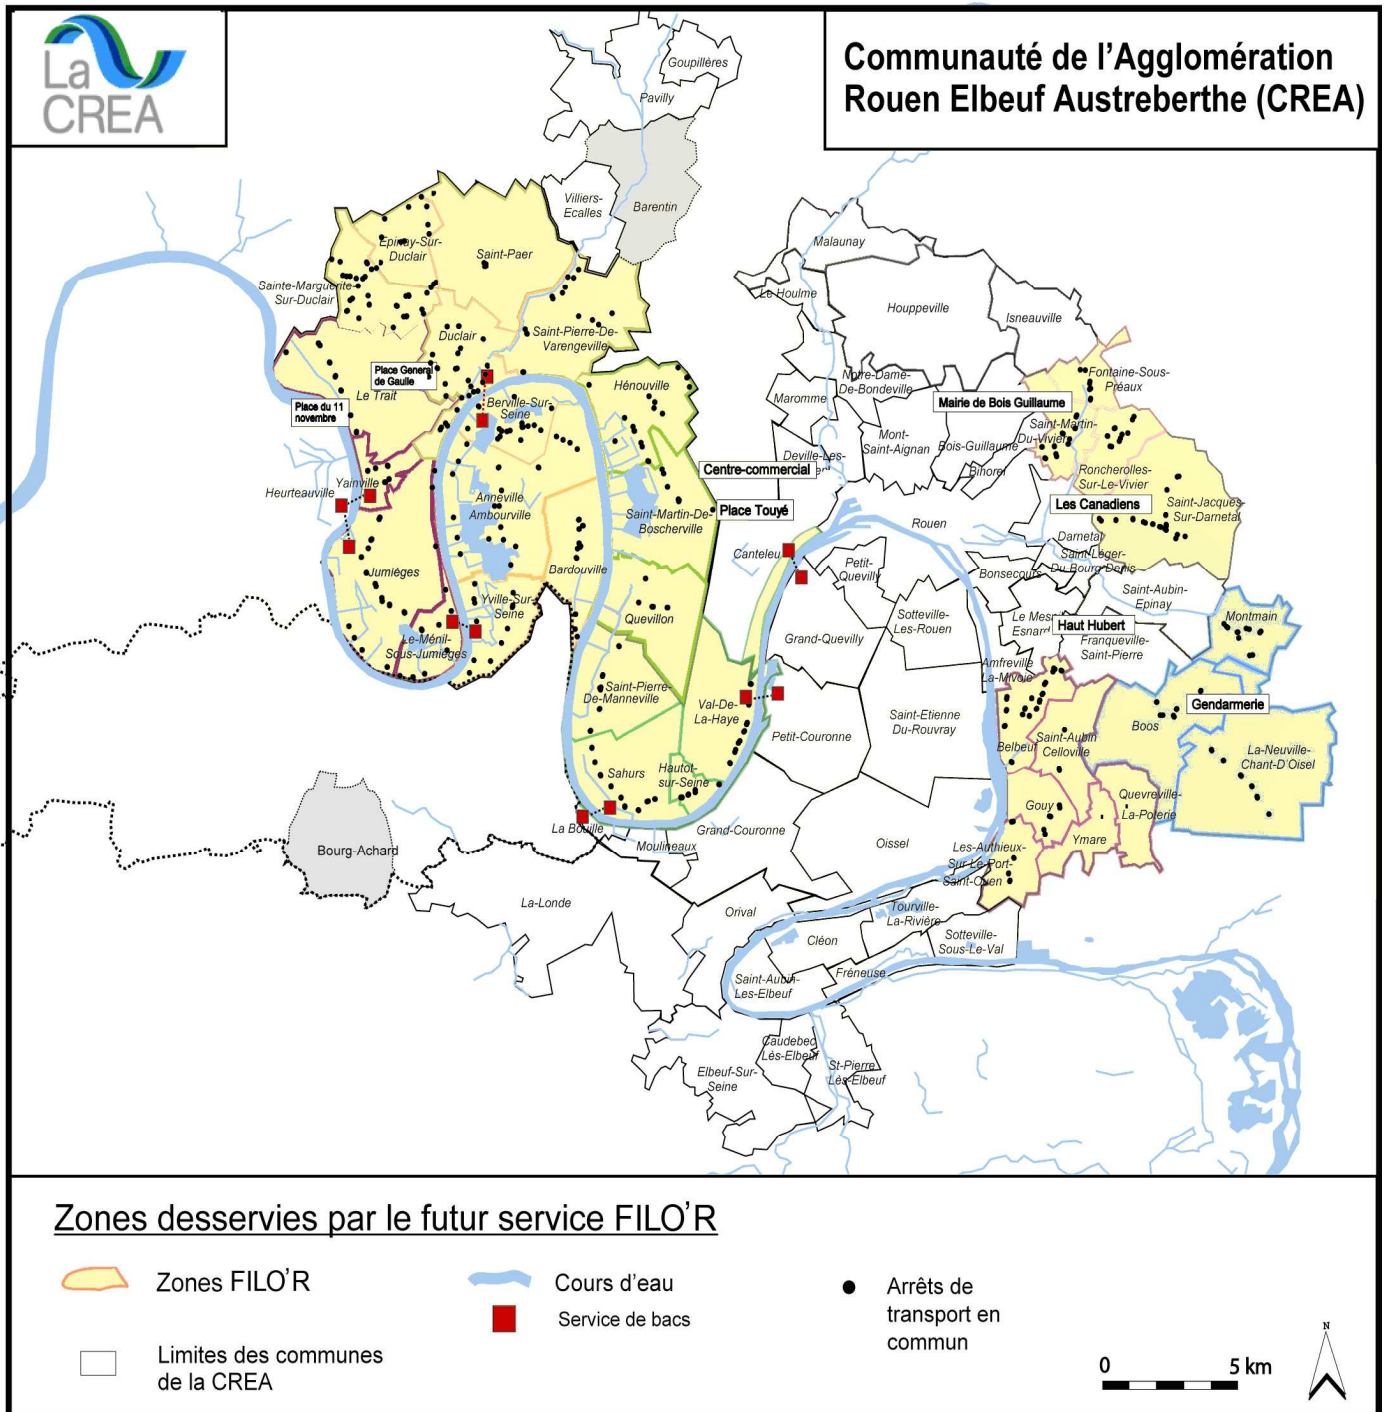 La
CREA
Communauté de l'Agglomération
Rouen Elbeuf Austreberthe (CREA)
Goupillères
Pavilly
Villiers-
Ecalles
Barentin
Malaunay
Epinay-Sur-
Duclair
Saint-Paer
Sainte-Marguerite-
Sur-Duclair
Le Houlme
Houppeville
Isneauville
Duclair
Saint-Pierre-De-
Varengeville
Place General
de Gaulle
Le Trait
Place du 11
novembre
Hénouville
Berville-Sur-
Seine
Notre-Dame-
De-Bondeville
Maromme
Fontaine-Sous-
Préaux
Mairie de Bois Guillaume
Saint-Martin-
Du-Vivier
Mont-
Saint-Aignan
Bois-Guillaume
Bihorel
Deville-Les-
Centre-commercial
Roncherolles-
Sur-Le-Vivier
Yainville
Heurteauville
Anneville
Ambourville
Saint-Martin-De-
Boscherville
Place Touyé
Les Canadiens
Saint-Jacques-
Sur-Darnetal
Rouen
Darnetal
Canteleu
Petit-
Quevilly
Saint-Léger-
Du-Bourg-Denis
Bonsecours
Jumièges
Bardouville
Saint-Aubin-
Epinay
Yville-Sur-
Seine
Quevillon
Sotteville-
Les-Rouen
Grand-Quevilly
Le Mesnil
Esnard
Haut Hubert
Montmain
Franqueville-
Saint-Pierre
Le-Ménil-
Sous-Jumièges
Amfreville
La-Mivoie
Saint-Pierre-
De-Manneville
Val-De-
La-Haye
Gendarmerie
Saint-Etienne
Du-Rouvray
Petit-Couronne
Boos
Belbeuf
Saint-Aubin
Celloville
La-Neuville-
Chant-D'Oisel
Sahurs
Hautot-
sur-Seine
Quevreville-
La-Poterie
Gouy
La Bouille
Grand-Couronne
Moulineaux
Oissel
Ymare
Bourg-Achard
Les-Authieux-
Sur-Le-Port-
Saint-Ouen
La-Londe
Orival
Tourville-
La-Rivière
Cléon
Sotteville-
Sous-Le-Val
Saint-Aubin-
Les-Elbeuf
Fréneuse
Caudebec
Lès-Elbeuf
St-Pierre
Lès-Elbeuf
Elbeuf-Sur-
Seine
Zones desservies par le futur service FILO'R
Zones FILO'R
Cours d'eau
Service de bacs
Arrêts de
transport en
commun
Limites des communes
de la CREA
0 5 km
N